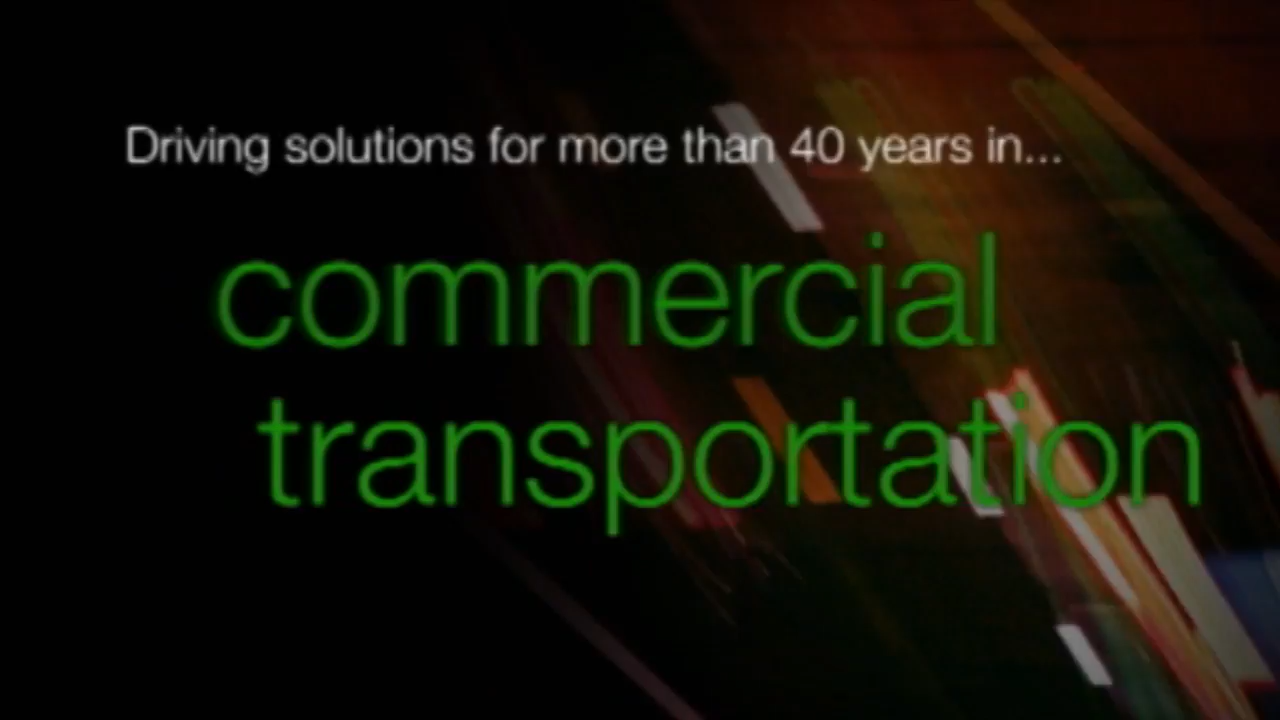 Driving solutions for more than 40 years in...
commercial
transportation